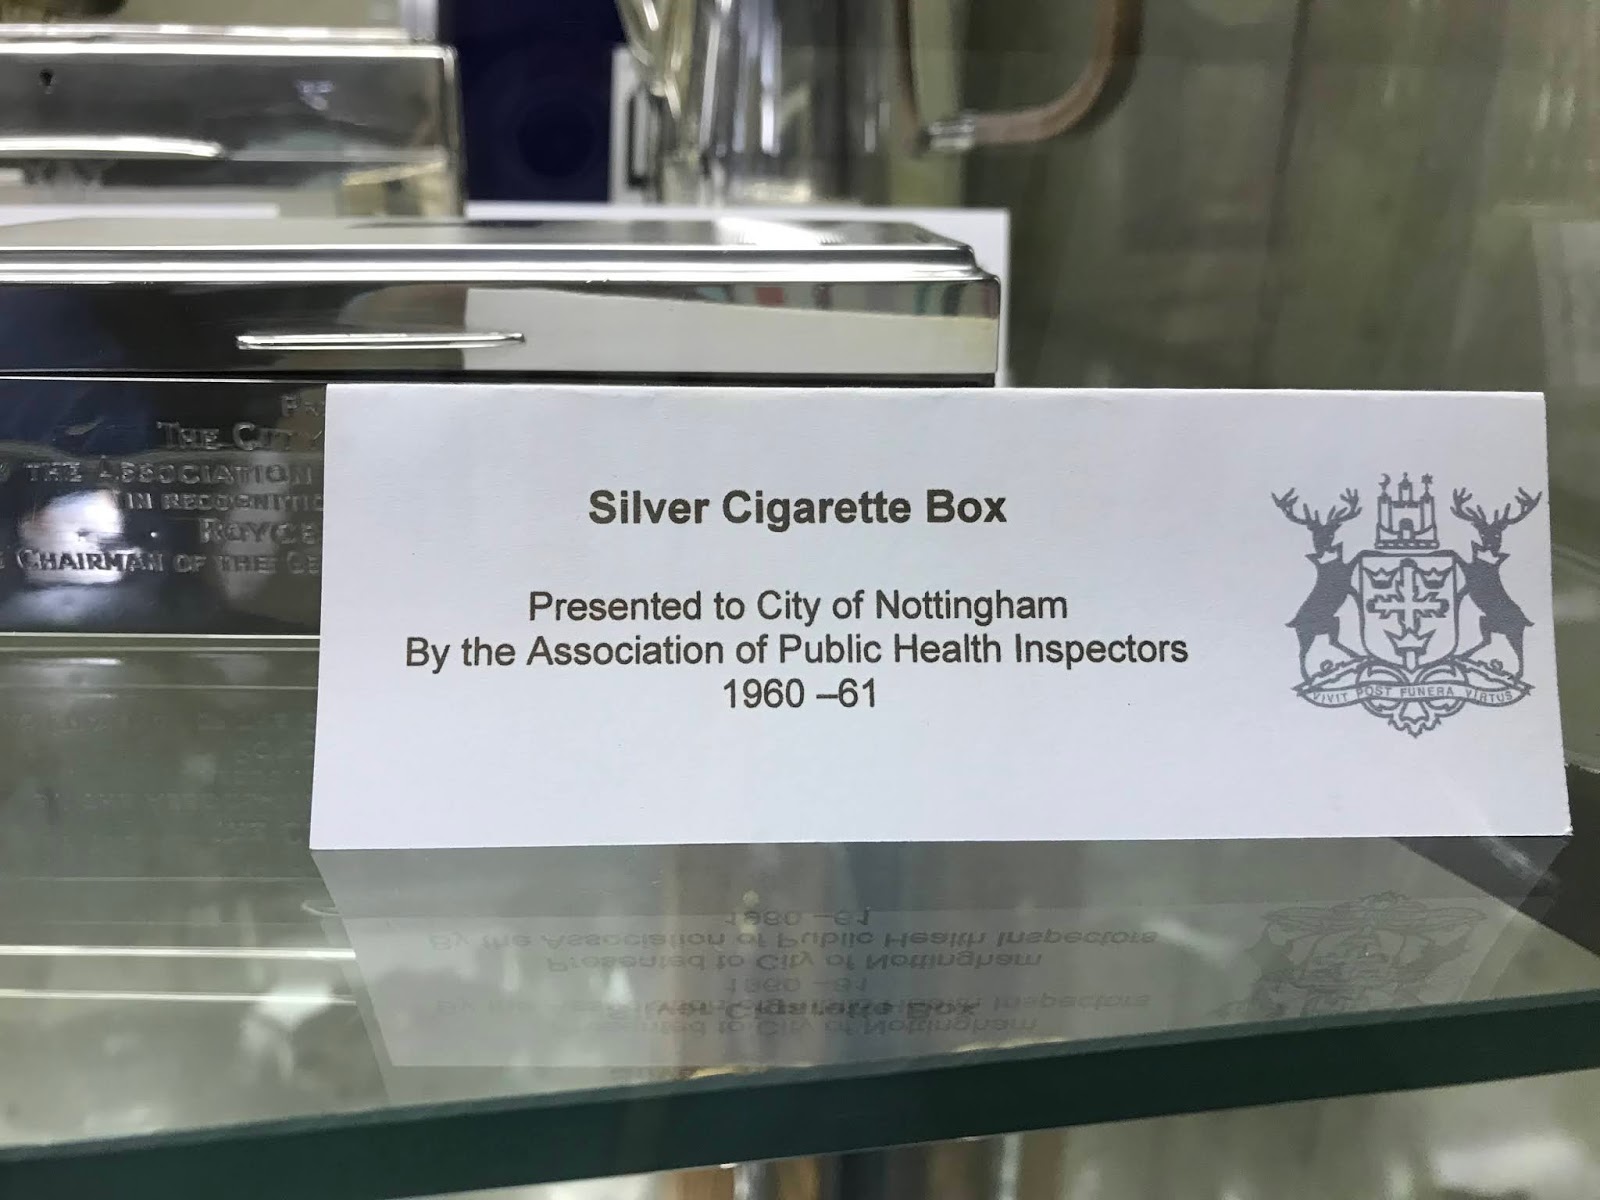 THE CITY
THE ASSOCIATION
IN
ROYCE
CHAIRMAN OF THE
Silver Cigarette Box
Presented to City of Nottingham
By the Association of Public Health Inspectors
1960 –61
VIVIT POST FUNERA VIRTUS